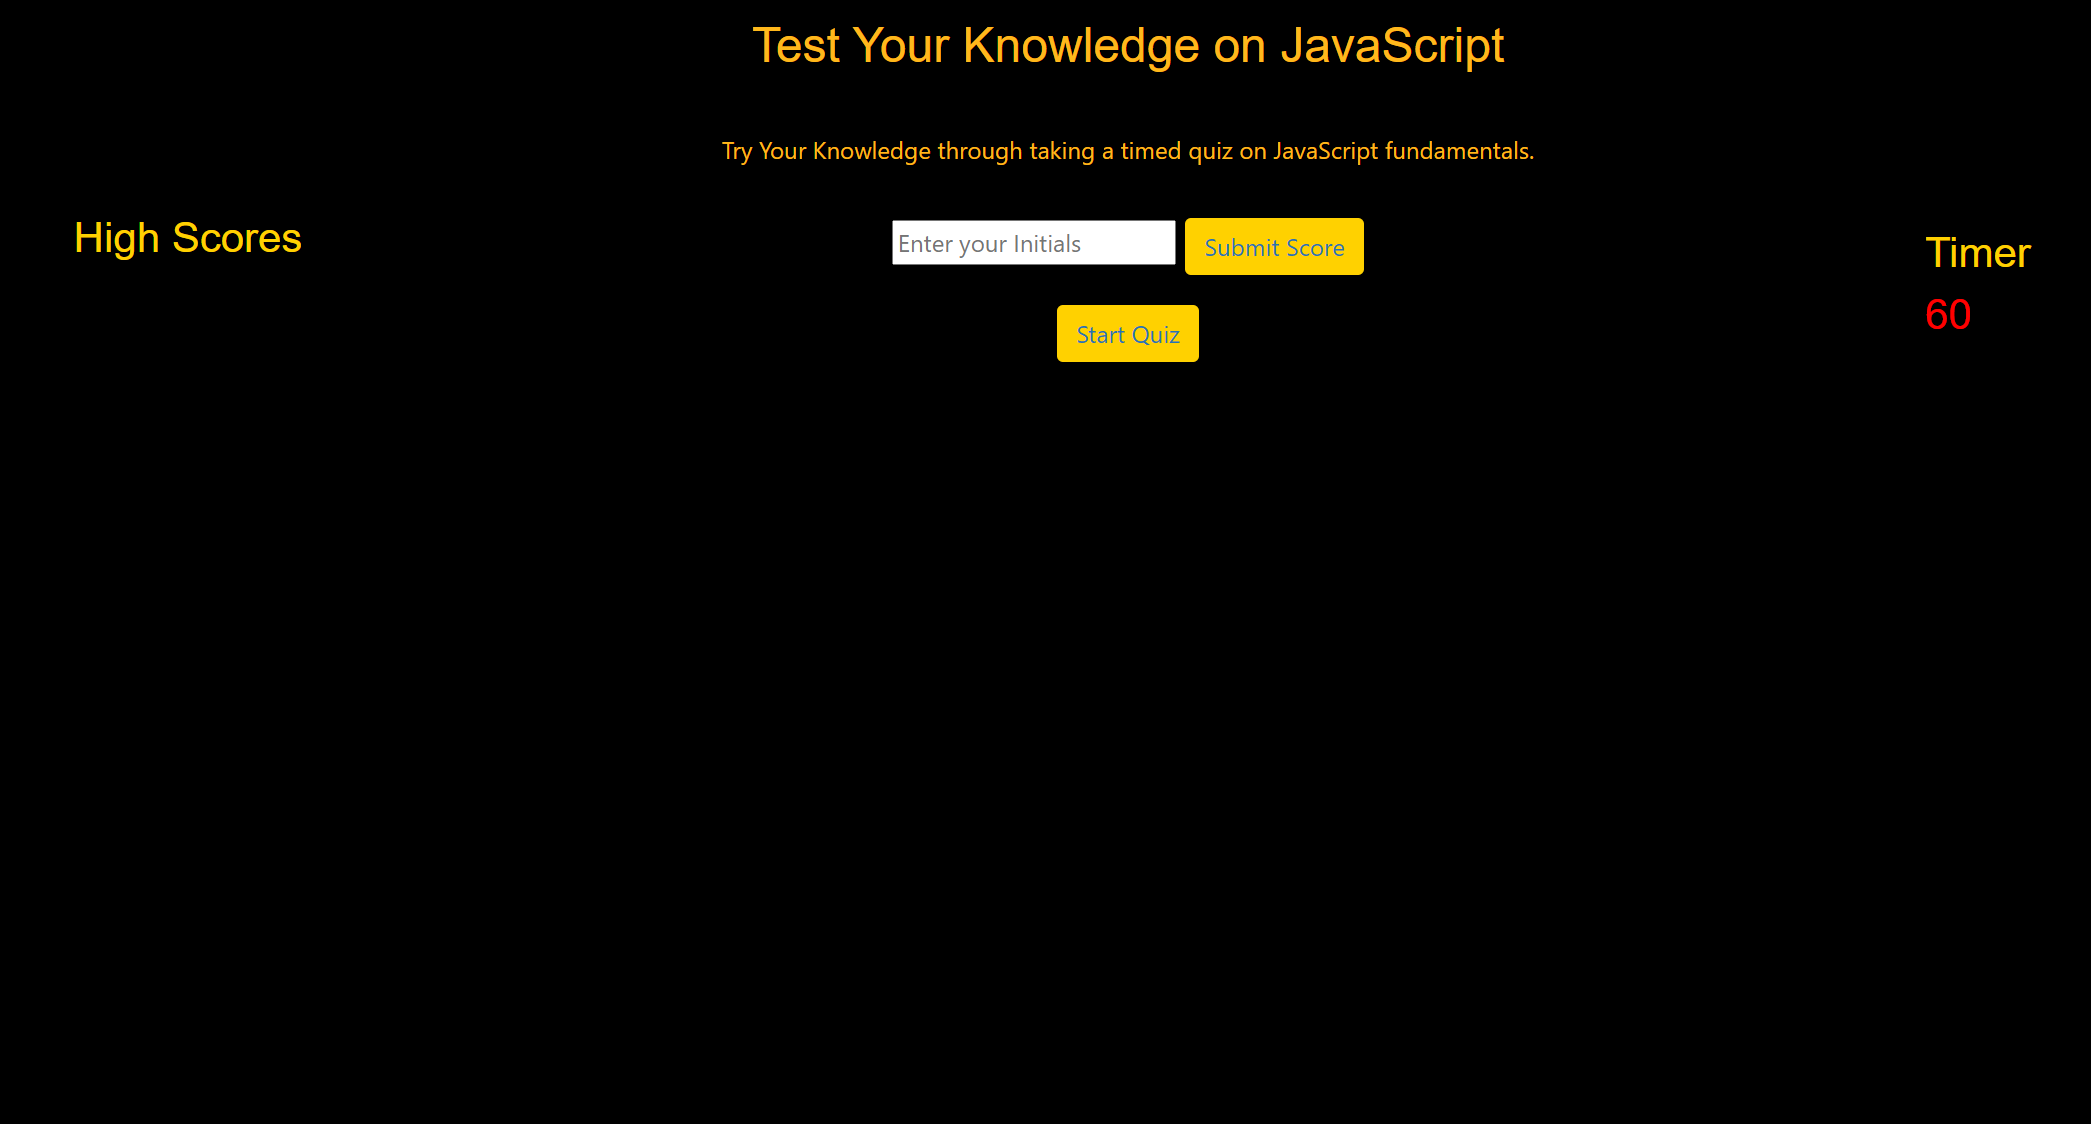 Test Your Knowledge on JavaScript
Try Your Knowledge through taking a timed quiz on JavaScript fundamentals.
High Scores
Enter your Initials
Submit Score
Start Quiz
Timer
60